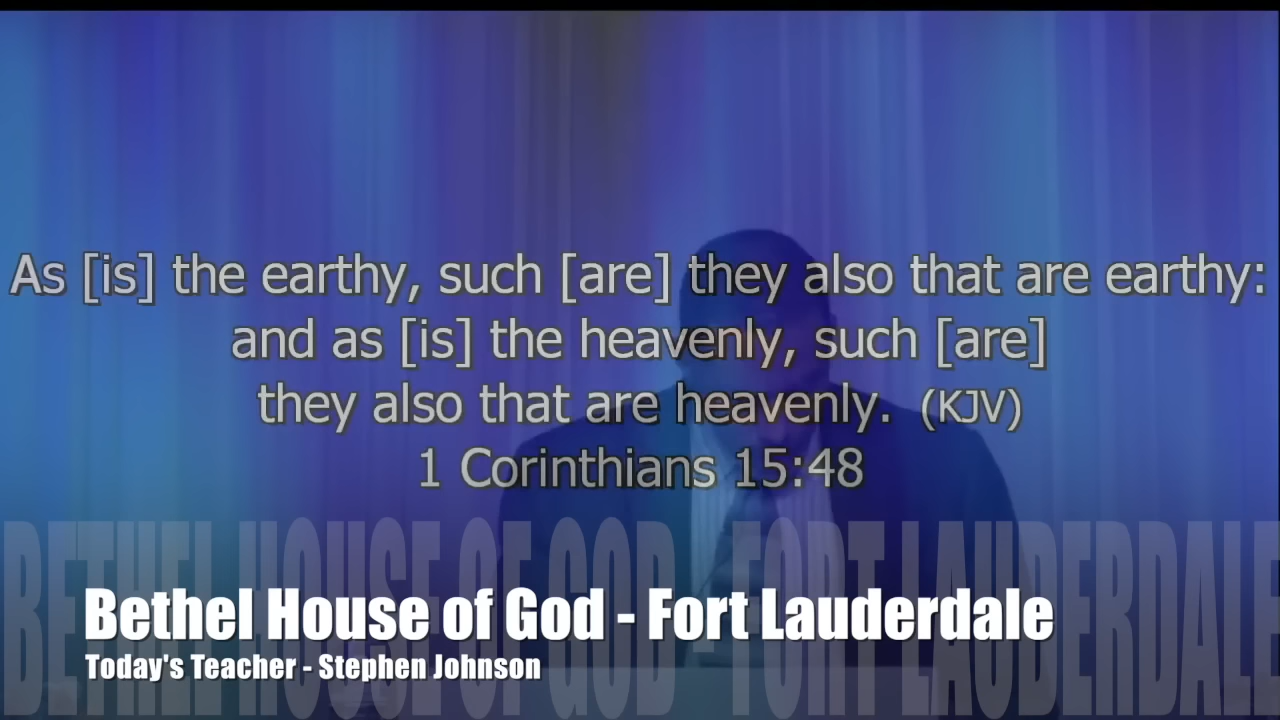 As [is] the earthy, such [are] they also that are earthy:
and as [is] the heavenly, such [are]
they also that are heavenly. (KJV)
1 Corinthians 15:48
BETHEL HOUSE OF GOD - FORT LAUDERDALE
Bethel House of God - Fort Lauderdale
Today's Teacher - Stephen Johnson